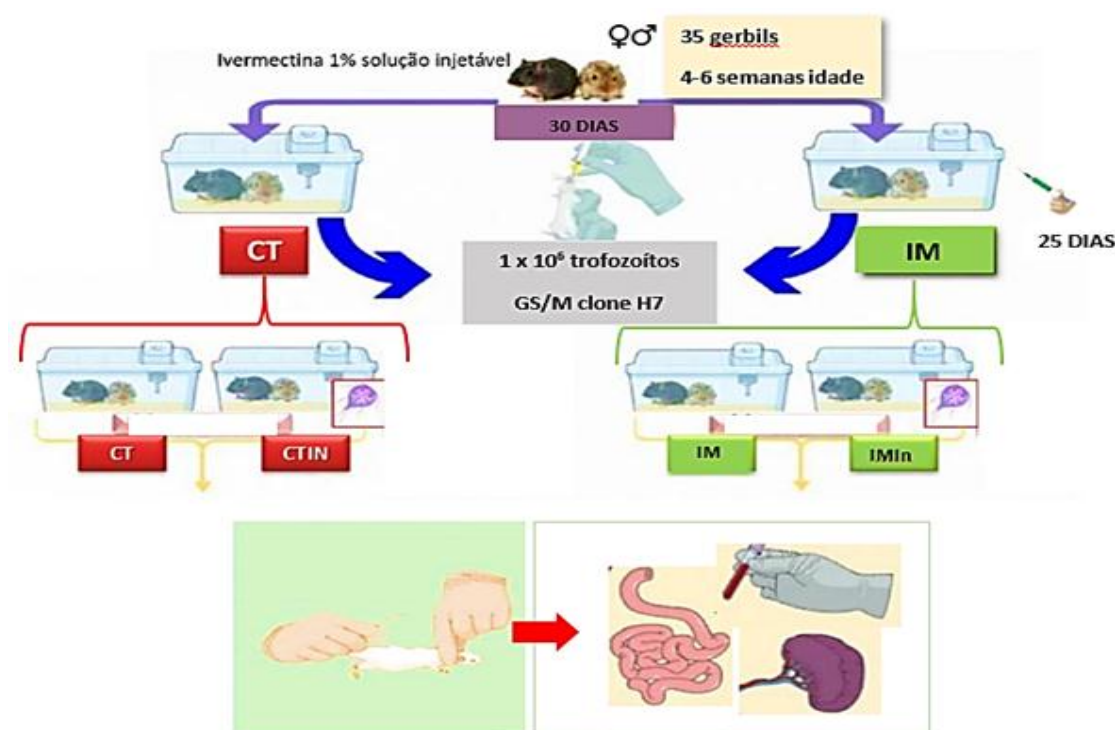 ♀♂ 35 gerbils
4-6 semanas idade
Ivermectina 1% solução injetável
30 DIAS
25 DIAS
CT
1 x 10⁶ trofozoítos
GS/M clone H7
IM
CT
CTIN
IM
IMIn